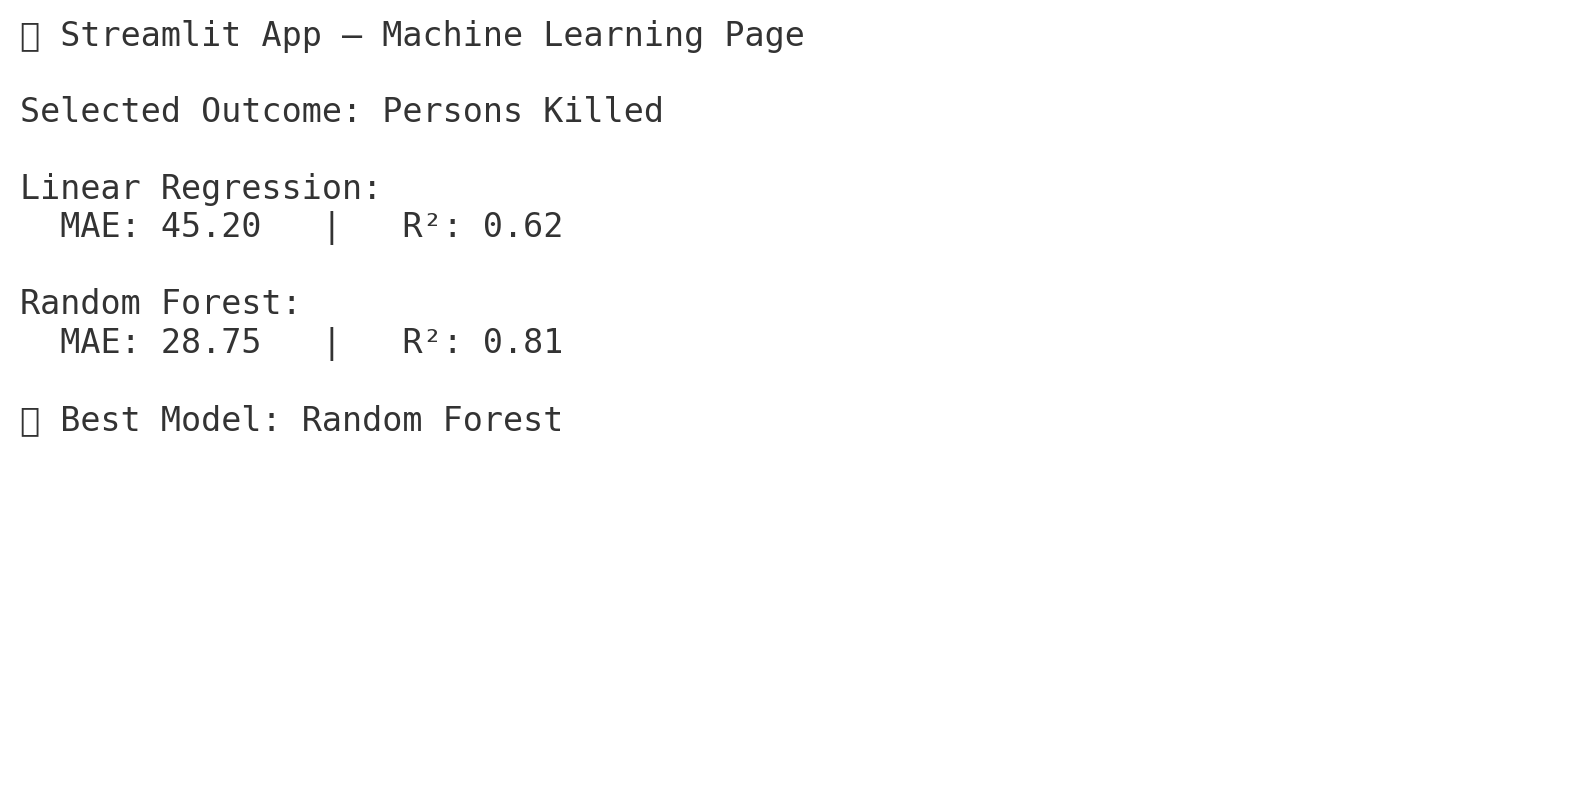 Streamlit App — Machine Learning Page
Selected Outcome: Persons Killed
Linear Regression:
MAE: 45.20   |   R²: 0.62
Random Forest:
MAE: 28.75   |   R²: 0.81
Best Model: Random Forest